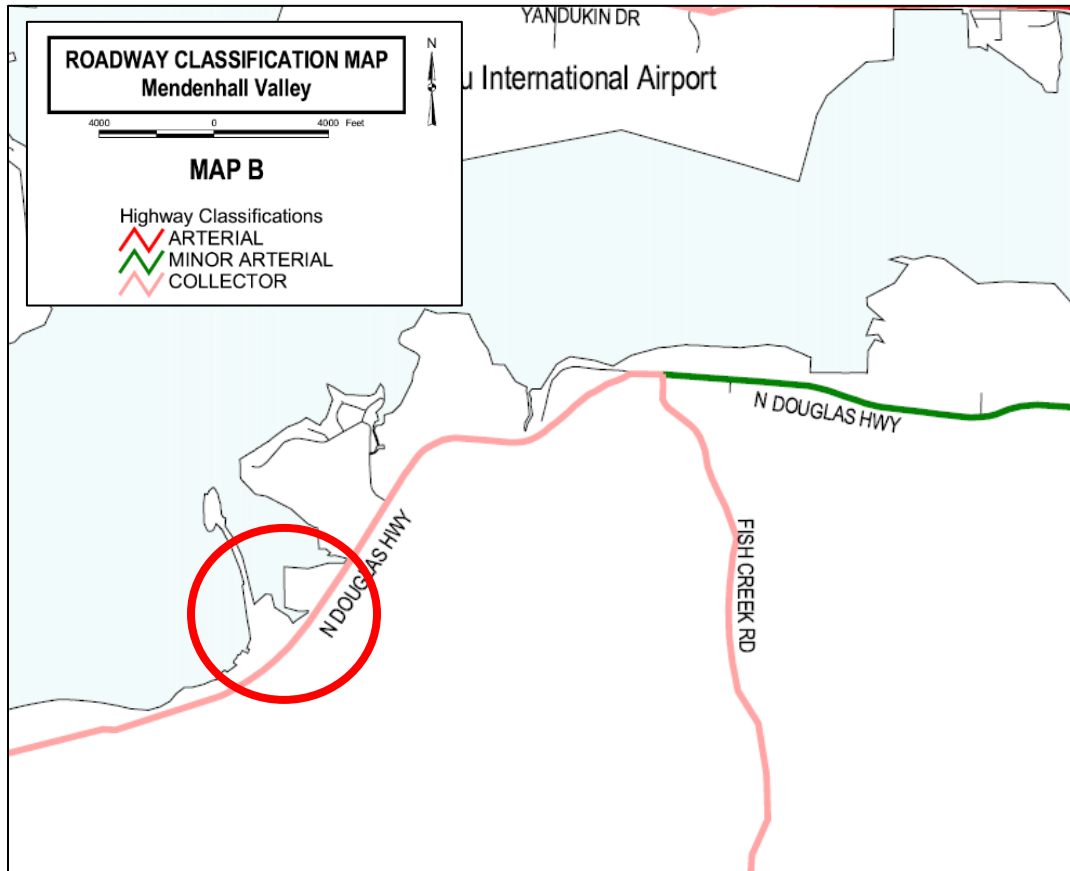 YANDUKIN DR
ROADWAY CLASSIFICATION MAP
Mendenhall Valley
N
u International Airport
4000 0 4000 Feet
MAP B
Highway Classifications
ARTERIAL
MINOR ARTERIAL
COLLECTOR
N DOUGLAS HWY
N DOUGLAS HWY
FISH CREEK RD